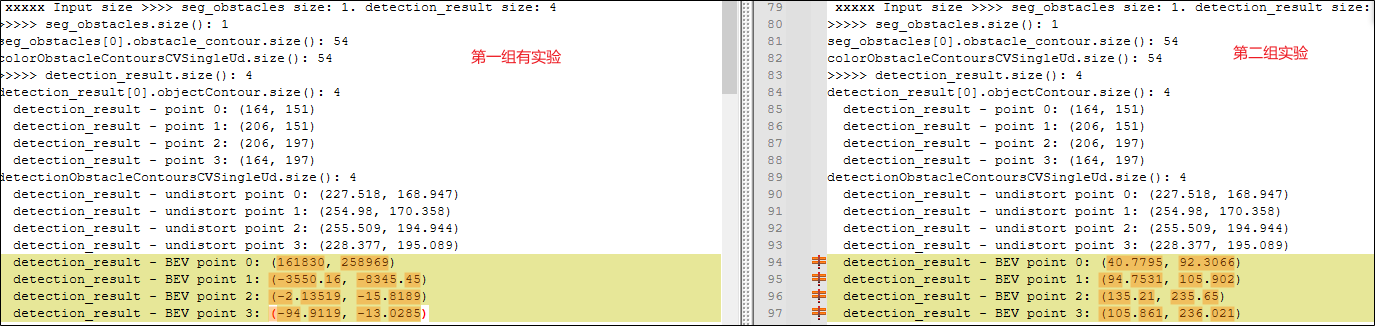 xxxxx Input size >>>> seg_obstacles size: 1. detection_result size: 4
>>>>> seg_obstacles.size(): 1
seg_obstacles[0].obstacle_contour.size(): 54
colorObstacleContoursCVSingleUd.size(): 54
第一组有实验
>>>>> detection_result.size(): 4
detection_result[0].objectContour.size(): 4
detection_result - point 0: (164, 151)
detection_result - point 1: (206, 151)
detection_result - point 2: (206, 197)
detection_result - point 3: (164, 197)
detectionObstacleContoursCVSingleUd.size(): 4
detection_result - undistort point 0: (227.518, 168.947)
detection_result - undistort point 1: (254.98, 170.358)
detection_result - undistort point 2: (255.509, 194.944)
detection_result - undistort point 3: (228.377, 195.089)
detection_result - BEV point 0: (161830, 258969)
detection_result - BEV point 1: (-3550.16, -8345.45)
detection_result - BEV point 2: (-2.13519, -15.8189)
detection_result - BEV point 3: (-94.9119, -13.0285)
79 xxxxx Input size >>>> seg_obstacles size: 1. detection_result size:
80 >>>>> seg_obstacles.size(): 1
81 seg_obstacles[0].obstacle_contour.size(): 54
82 colorObstacleContoursCVSingleUd.size(): 54
第二组实验
83 >>>>> detection_result.size(): 4
84 detection_result[0].objectContour.size(): 4
85 detection_result - point 0: (164, 151)
86 detection_result - point 1: (206, 151)
87 detection_result - point 2: (206, 197)
88 detection_result - point 3: (164, 197)
89 detectionObstacleContoursCVSingleUd.size(): 4
90 detection_result - undistort point 0: (227.518, 168.947)
91 detection_result - undistort point 1: (254.98, 170.358)
92 detection_result - undistort point 2: (255.509, 194.944)
93 detection_result - undistort point 3: (228.377, 195.089)
94 detection_result - BEV point 0: (40.7795, 92.3066)
95 detection_result - BEV point 1: (94.7531, 105.902)
96 detection_result - BEV point 2: (135.21, 235.65)
97 detection_result - BEV point 3: (105.861, 236.021)